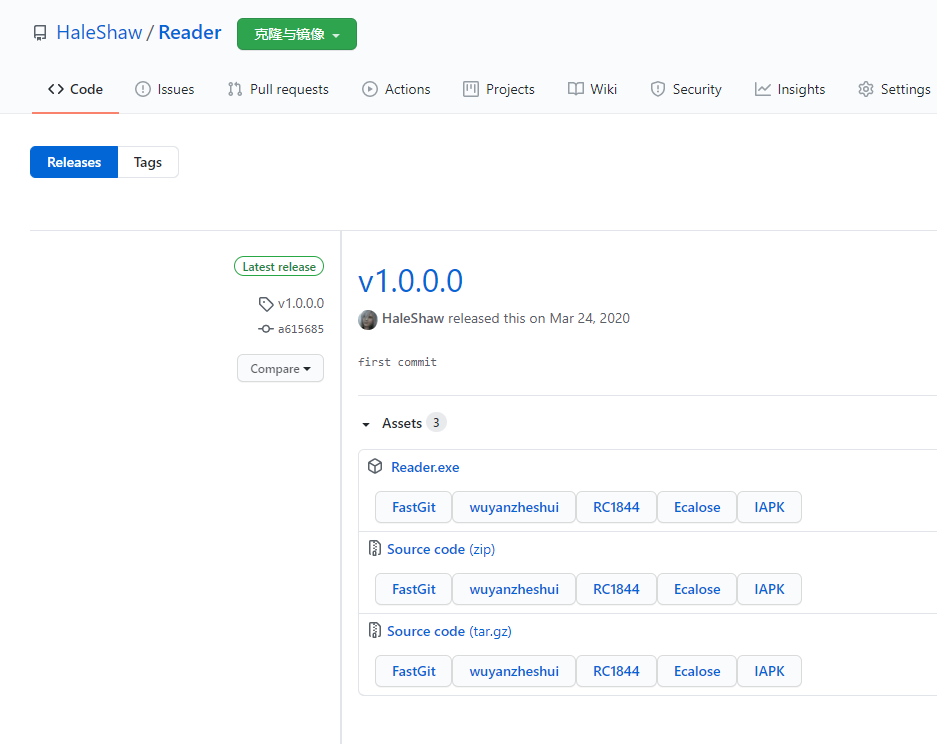 HaleShaw / Reader 克隆与镜像
Code Issues Pull requests Actions Projects Wiki Security Insights Settings
Releases Tags
Latest release
v1.0.0.0
a615685
Compare
v1.0.0.0
HaleShaw released this on Mar 24, 2020
first commit
Assets 3
Reader.exe
FastGit wuyanzheshui RC1844 Ecalose IAPK
Source code (zip)
FastGit wuyanzheshui RC1844 Ecalose IAPK
Source code (tar.gz)
FastGit wuyanzheshui RC1844 Ecalose IAPK